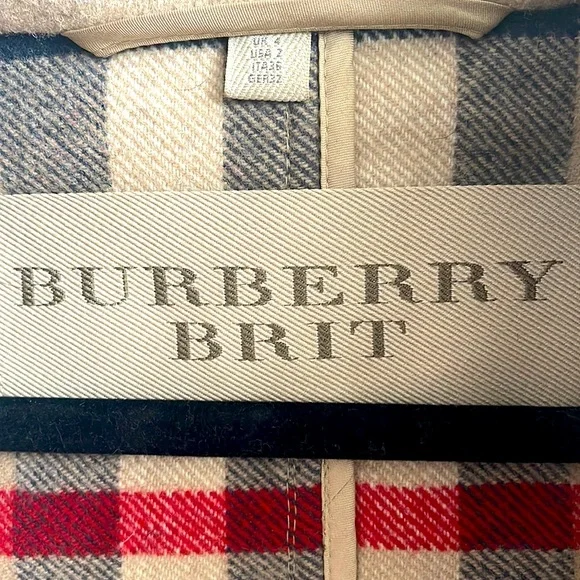 UK 4
USA 2
ITA36
GER32
BURBERRY
BRIT